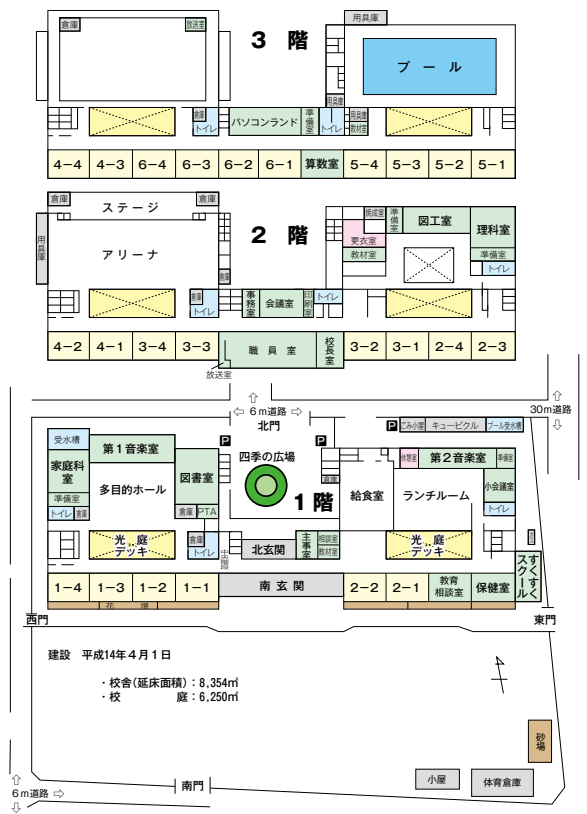 用具庫
倉庫
放送室
3 階
プール
用具庫
倉庫
トイレ
パソコンランド
準備室
トイレ
用具庫
教材室
4-4 4-3 6-4 6-3 6-2 6-1 算数室 5-4 5-3 5-2 5-1
倉庫
ステージ
倉庫
用具庫
アリーナ
2 階
倉庫
焼成室
準備室
図工室
理科室
更衣室
教材室
準備室
トイレ
倉庫
トイレ
事務室
会議室
印刷室
トイレ
4-2 4-1 3-4 3-3 職員室 校長室 3-2 3-1 2-4 2-3
放送室
6m道路
30m道路
北門
P
P
P
ごみ小屋
キュービクル
プール受水槽
受水槽
第1音楽室
家庭科室
多目的ホール
図書室
準備室
トイレ
倉庫
倉庫
PTA
四季の広場
1階
倉庫
給食室
休憩室
第2音楽室
準備室
ランチルーム
小会議室
トイレ
光庭
デッキ
倉庫
トイレ
中階段
北玄関
主事室
相談室
教材室
光庭
デッキ
1-4 1-3 1-2 1-1 南玄関 2-2 2-1 教育相談室 保健室
すくすくスクール
花壇
西門
東門
建設 平成14年4月1日
・校舎(延床面積):8,354㎡
・校 庭:6,250㎡
砂場
小屋
体育倉庫
南門
6m道路